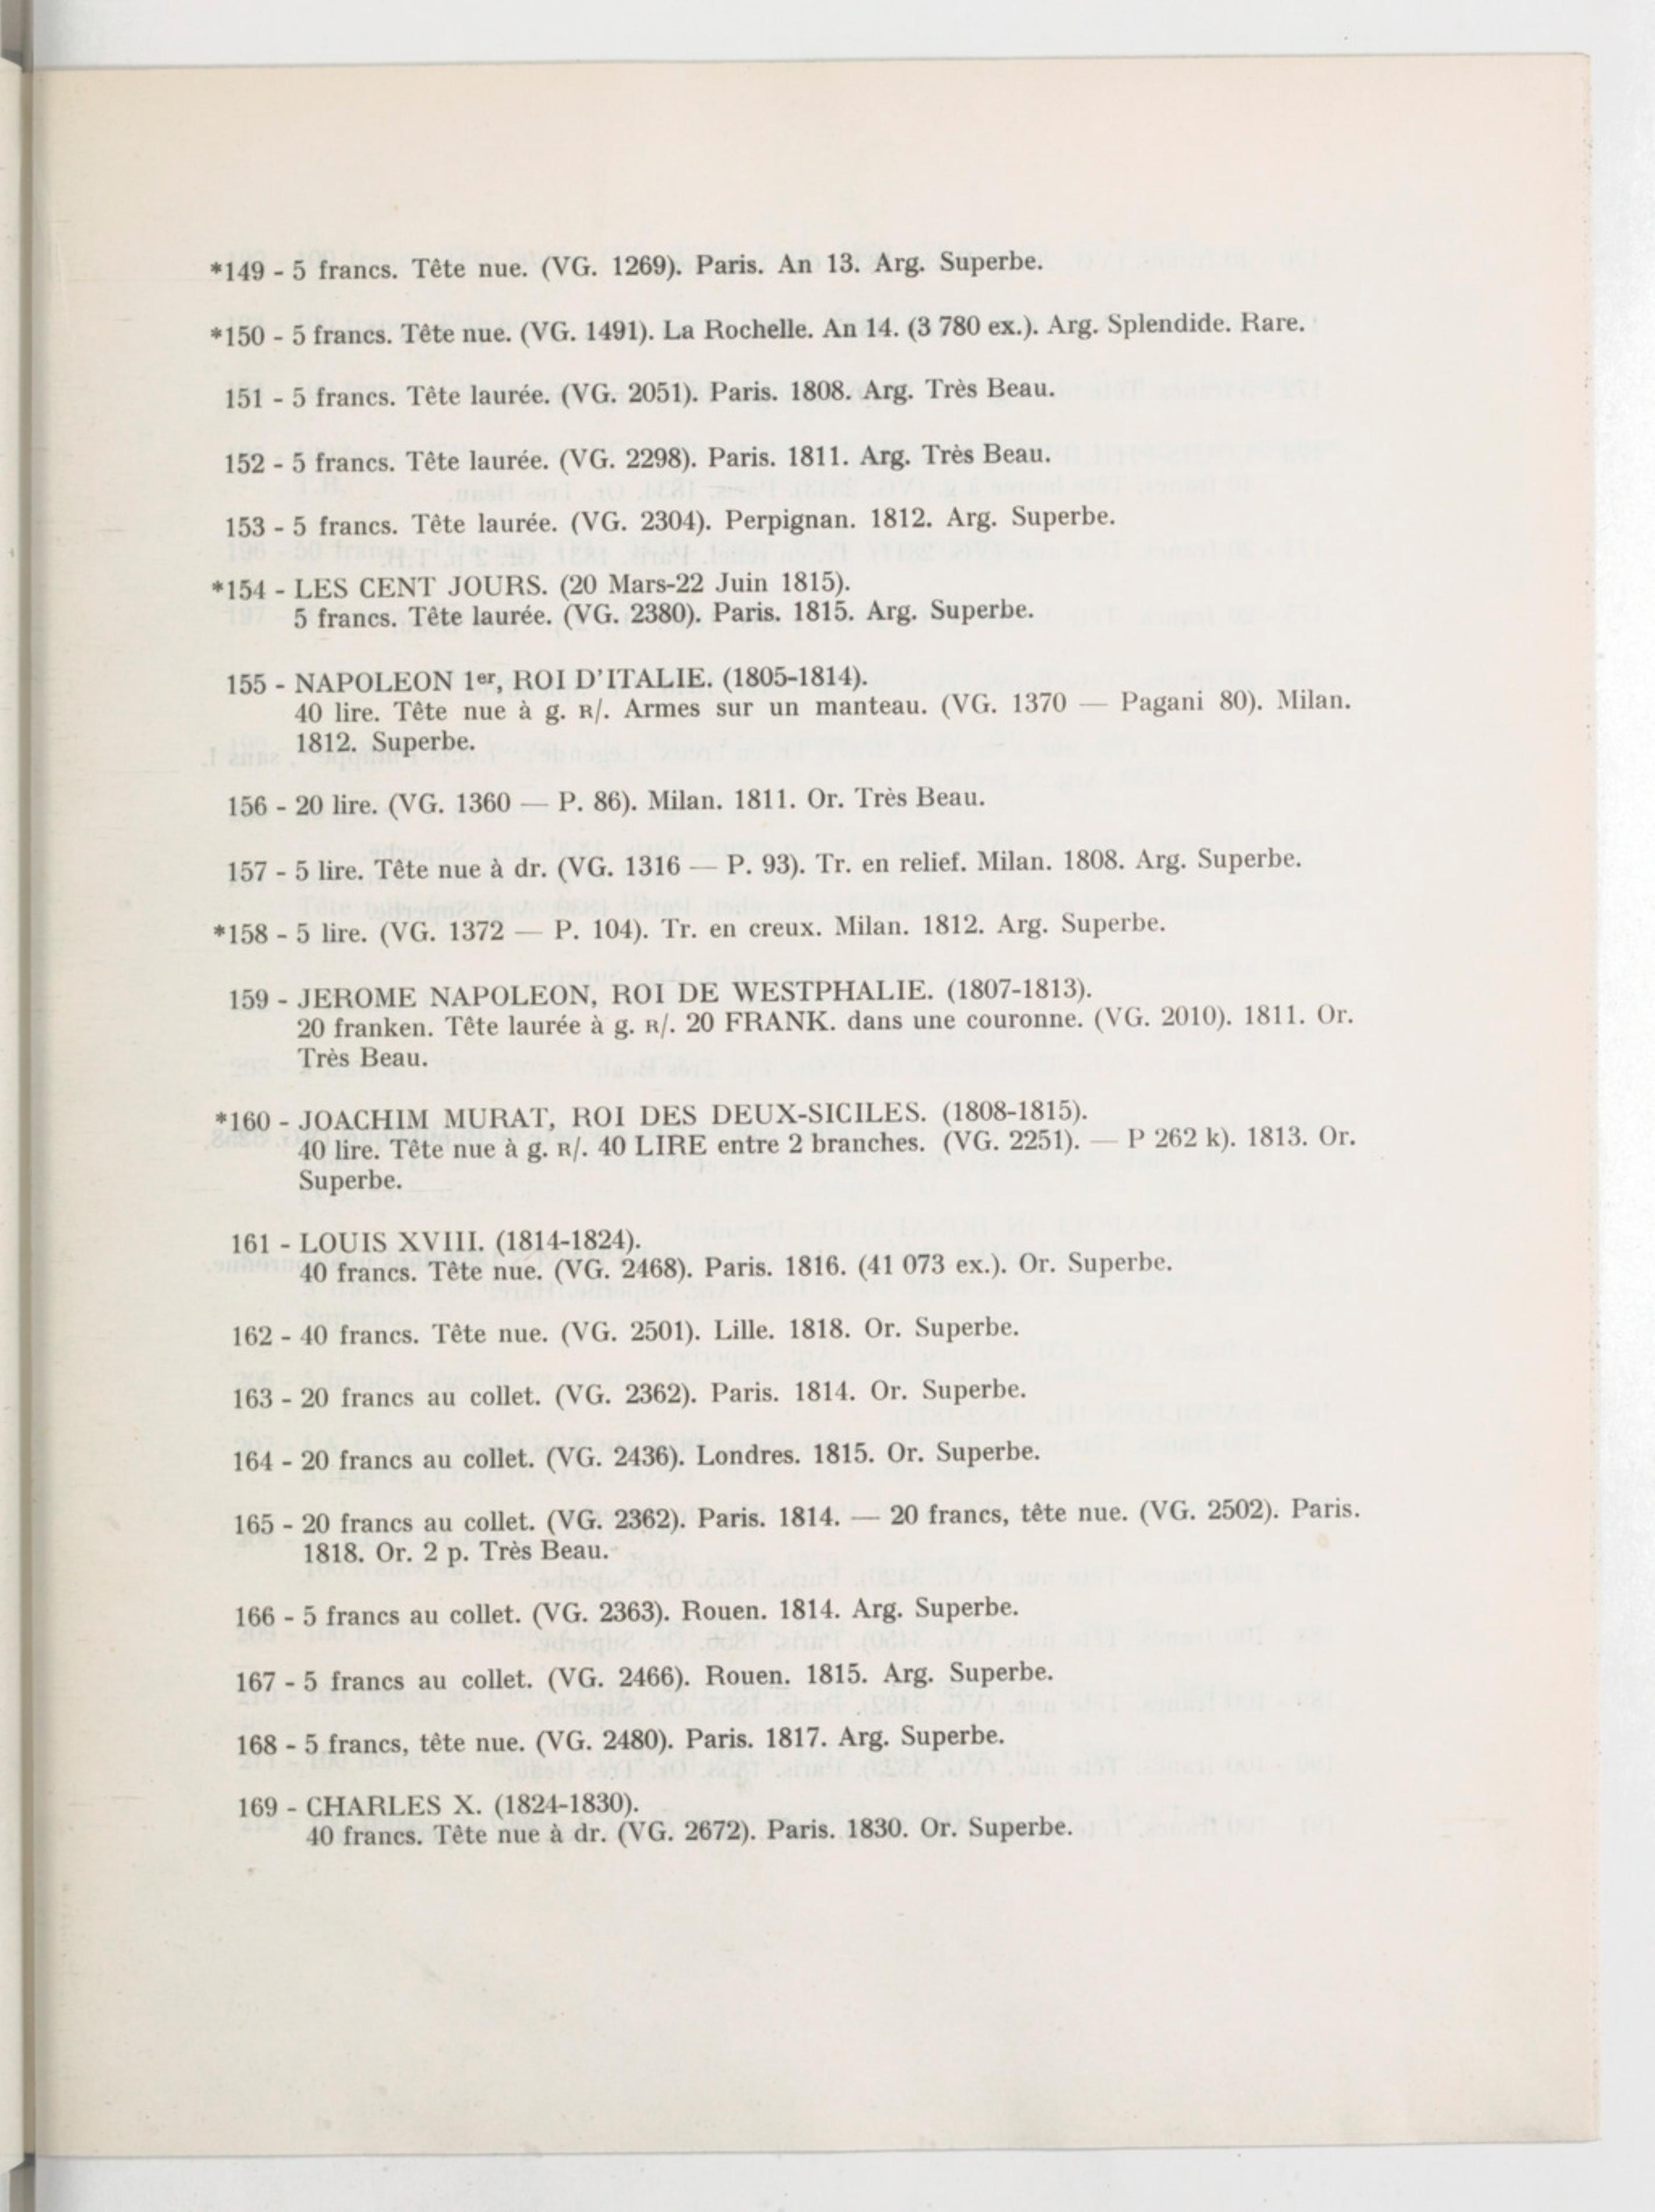 *149 - 5 francs. Tête nue. (VG. 1269). Paris. An 13. Arg. Superbe.
*150 - 5 francs. Tête nue. (VG. 1491). La Rochelle. An 14. (3 780 ex.). Arg. Splendide. Rare.
151 - 5 francs. Tête laurée. (VG. 2051). Paris. 1808. Arg. Très Beau.
152 - 5 francs. Tête laurée. (VG. 2298). Paris. 1811. Arg. Très Beau.
153 - 5 francs. Tête laurée. (VG. 2304). Perpignan. 1812. Arg. Superbe.
*154 - LES CENT JOURS. (20 Mars-22 Juin 1815).
5 francs. Tête laurée. (VG. 2380). Paris. 1815. Arg. Superbe.
155 - NAPOLEON 1er, ROI D'ITALIE. (1805-1814).
40 lire. Tête nue à g. R/. Armes sur un manteau. (VG. 1370 — Pagani 80). Milan.
1812. Superbe.
156 - 20 lire. (VG. 1360 — P. 86). Milan. 1811. Or. Très Beau.
157 - 5 lire. Tête nue à dr. (VG. 1316 — P. 93). Tr. en relief. Milan. 1808. Arg. Superbe.
*158 - 5 lire. (VG. 1372 — P. 104). Tr. en creux. Milan. 1812. Arg. Superbe.
159 - JEROME NAPOLEON, ROI DE WESTPHALIE. (1807-1813).
20 franken. Tête laurée à g. R/. 20 FRANK. dans une couronne. (VG. 2010). 1811. Or.
Très Beau.
*160 - JOACHIM MURAT, ROI DES DEUX-SICILES. (1808-1815).
40 lire. Tête nue à g. R/. 40 LIRE entre 2 branches. (VG. 2251). — P 262 k). 1813. Or.
Superbe.
161 - LOUIS XVIII. (1814-1824).
40 francs. Tête nue. (VG. 2468). Paris. 1816. (41 073 ex.). Or. Superbe.
162 - 40 francs. Tête nue. (VG. 2501). Lille. 1818. Or. Superbe.
163 - 20 francs au collet. (VG. 2362). Paris. 1814. Or. Superbe.
164 - 20 francs au collet. (VG. 2436). Londres. 1815. Or. Superbe.
165 - 20 francs au collet. (VG. 2362). Paris. 1814. — 20 francs, tête nue. (VG. 2502). Paris.
1818. Or. 2 p. Très Beau.
166 - 5 francs au collet. (VG. 2363). Rouen. 1814. Arg. Superbe.
167 - 5 francs au collet. (VG. 2466). Rouen. 1815. Arg. Superbe.
168 - 5 francs, tête nue. (VG. 2480). Paris. 1817. Arg. Superbe.
169 - CHARLES X. (1824-1830).
40 francs. Tête nue à dr. (VG. 2672). Paris. 1830. Or. Superbe.